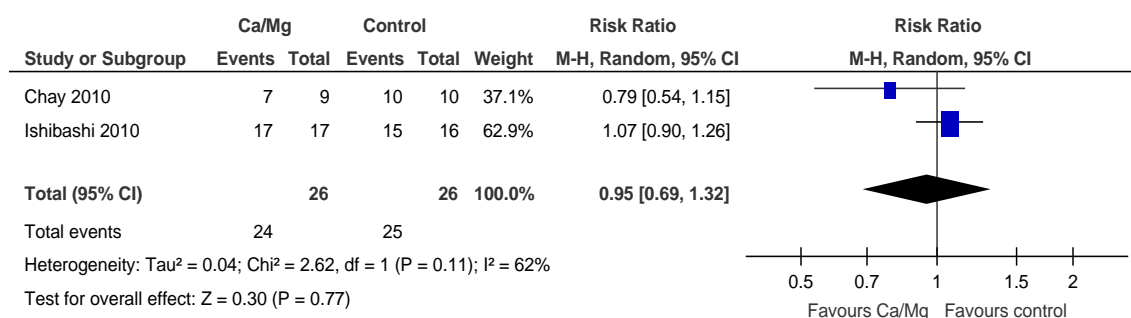 Ca/Mg Control Risk Ratio Risk Ratio
Study or Subgroup Events Total Events Total Weight M-H, Random, 95% CI M-H, Random, 95% CI
Chay 2010 7 9 10 10 37.1% 0.79 [0.54, 1.15]
Ishibashi 2010 17 17 15 16 62.9% 1.07 [0.90, 1.26]
Total (95% CI) 26 26 100.0% 0.95 [0.69, 1.32]
Total events 24 25
Heterogeneity: Tau² = 0.04; Chi² = 2.62, df = 1 (P = 0.11); I² = 62%
Test for overall effect: Z = 0.30 (P = 0.77)
0.5 0.7 1 1.5 2
Favours Ca/Mg Favours control